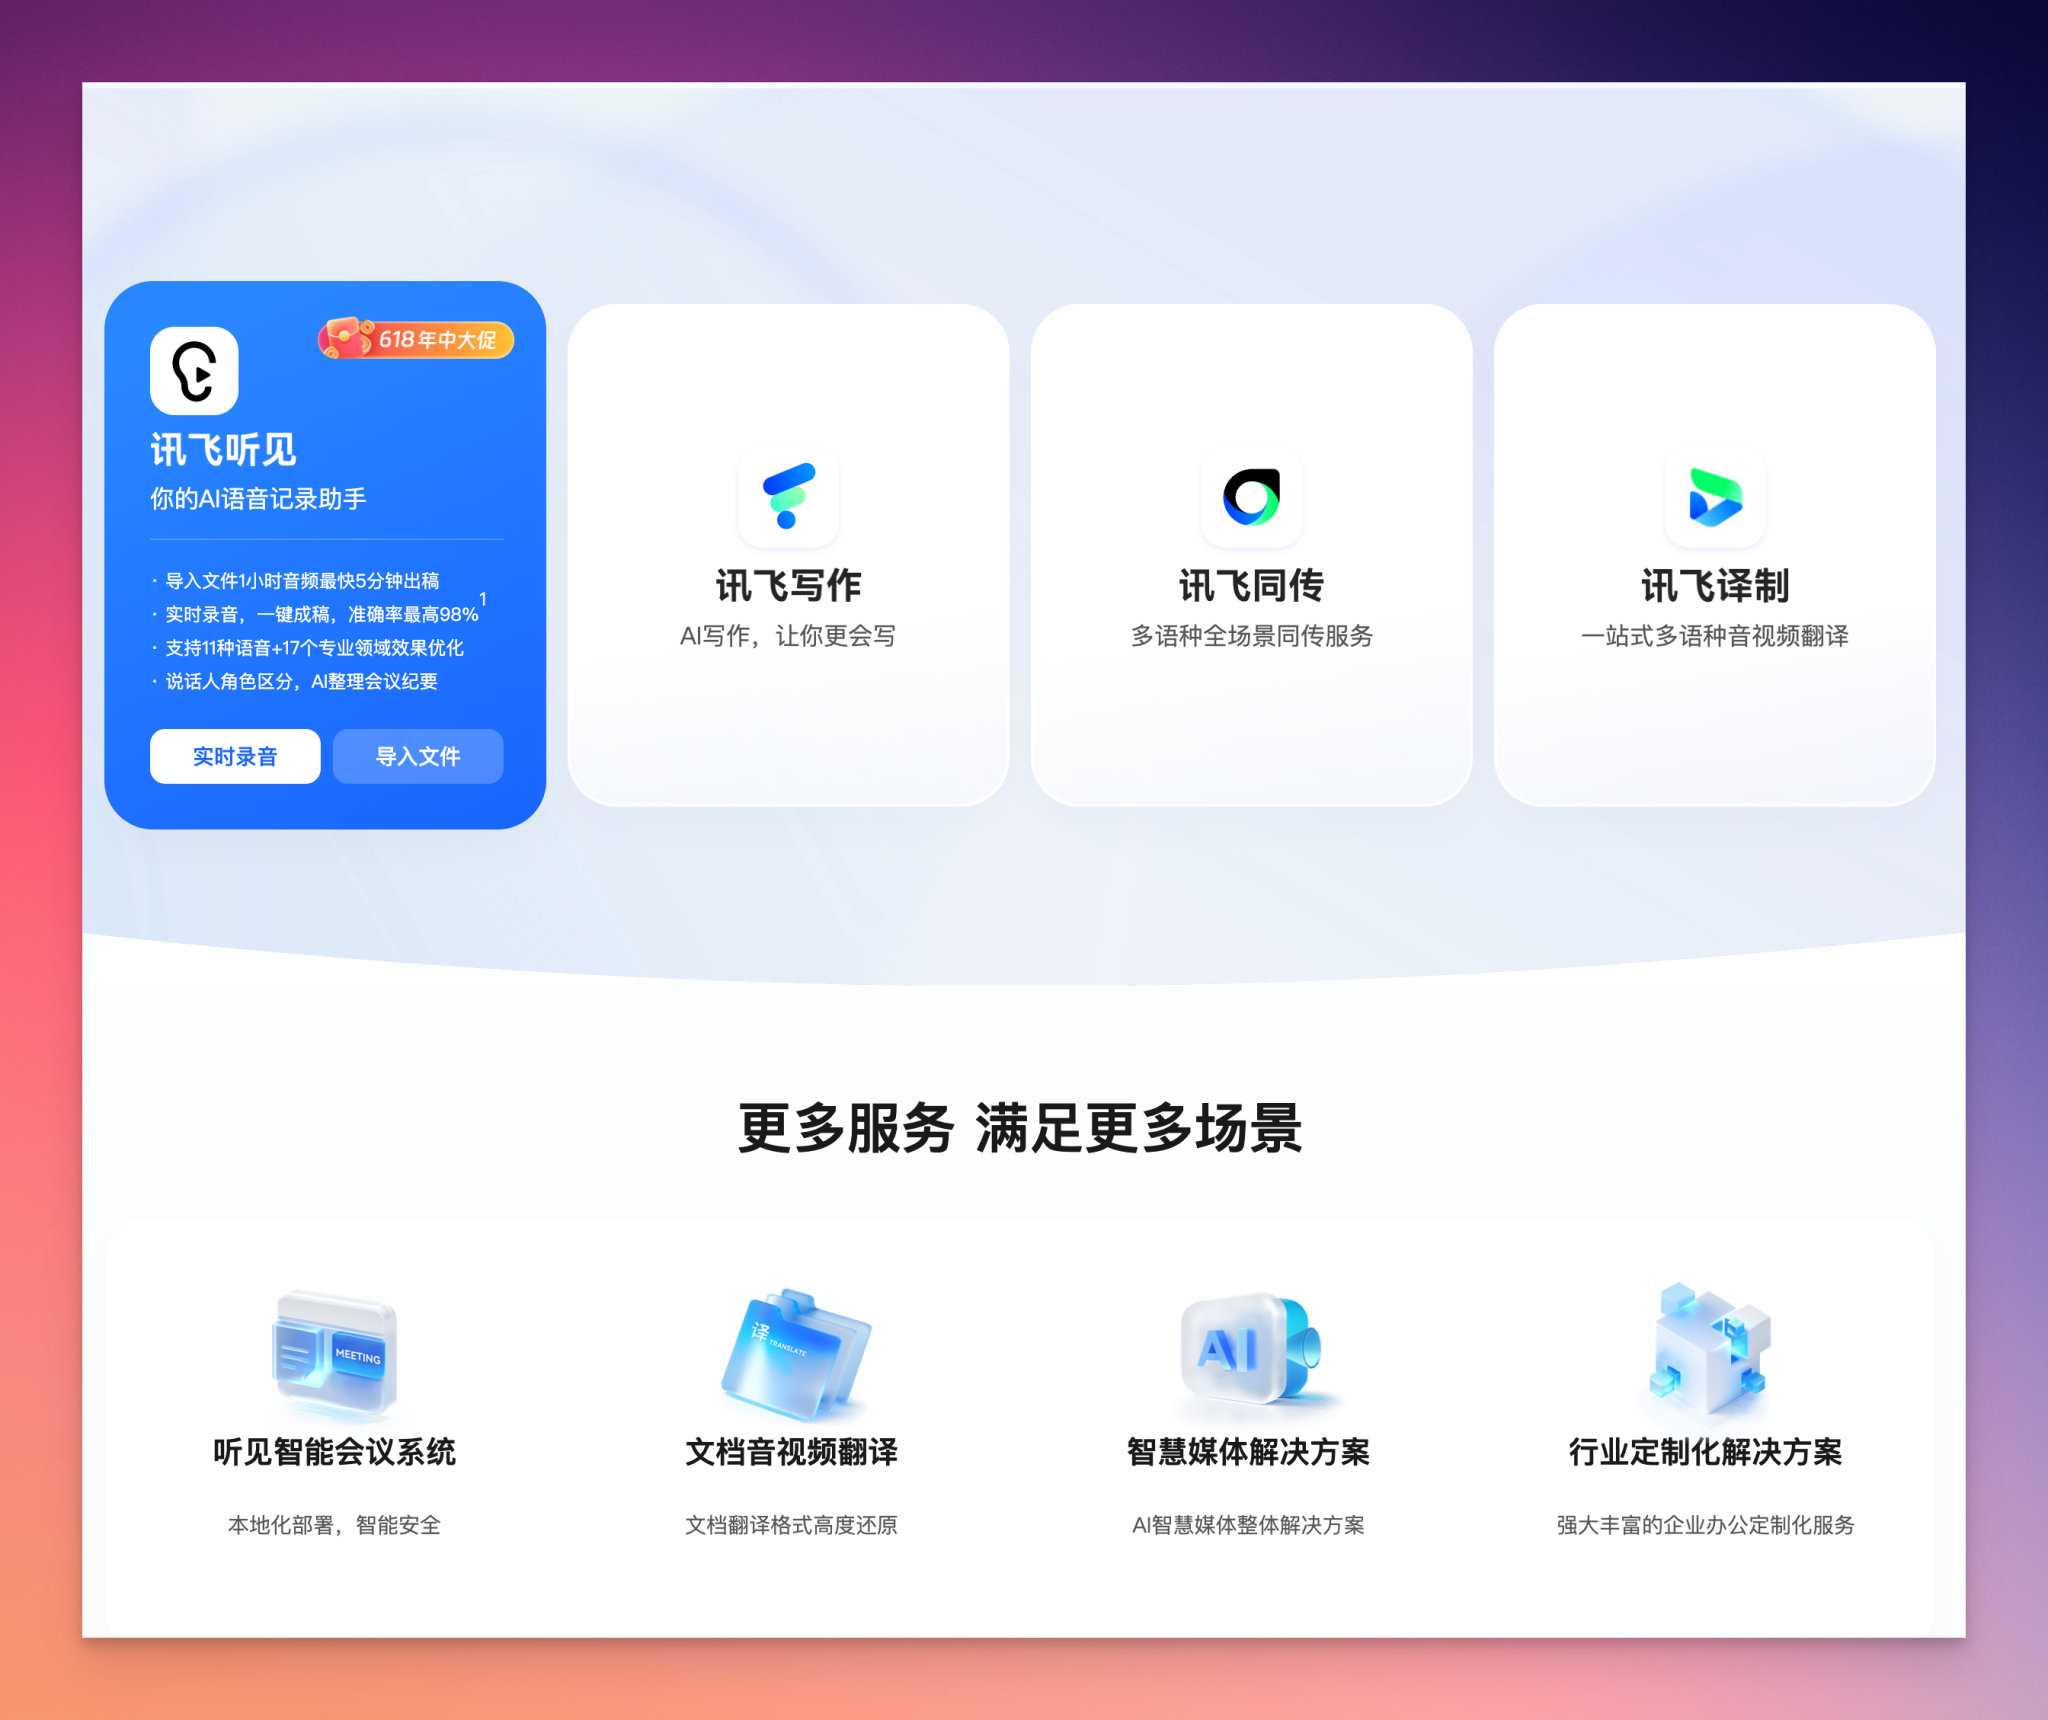 618年中大促
讯飞听见
你的AI语音记录助手
· 导入文件1小时音频最快5分钟出稿
· 实时录音，一键成稿，准确率最高98%1
· 支持11种语音+17个专业领域效果优化
· 说话人角色区分，AI整理会议纪要
实时录音
导入文件
讯飞写作
AI写作，让你更会写
讯飞同传
多语种全场景同传服务
讯飞译制
一站式多语种音视频翻译
更多服务 满足更多场景
MEETING
听见智能会议系统
本地化部署，智能安全
译 TRANSLATE
文档音视频翻译
文档翻译格式高度还原
AI
智慧媒体解决方案
AI智慧媒体整体解决方案
行业定制化解决方案
强大丰富的企业办公定制化服务